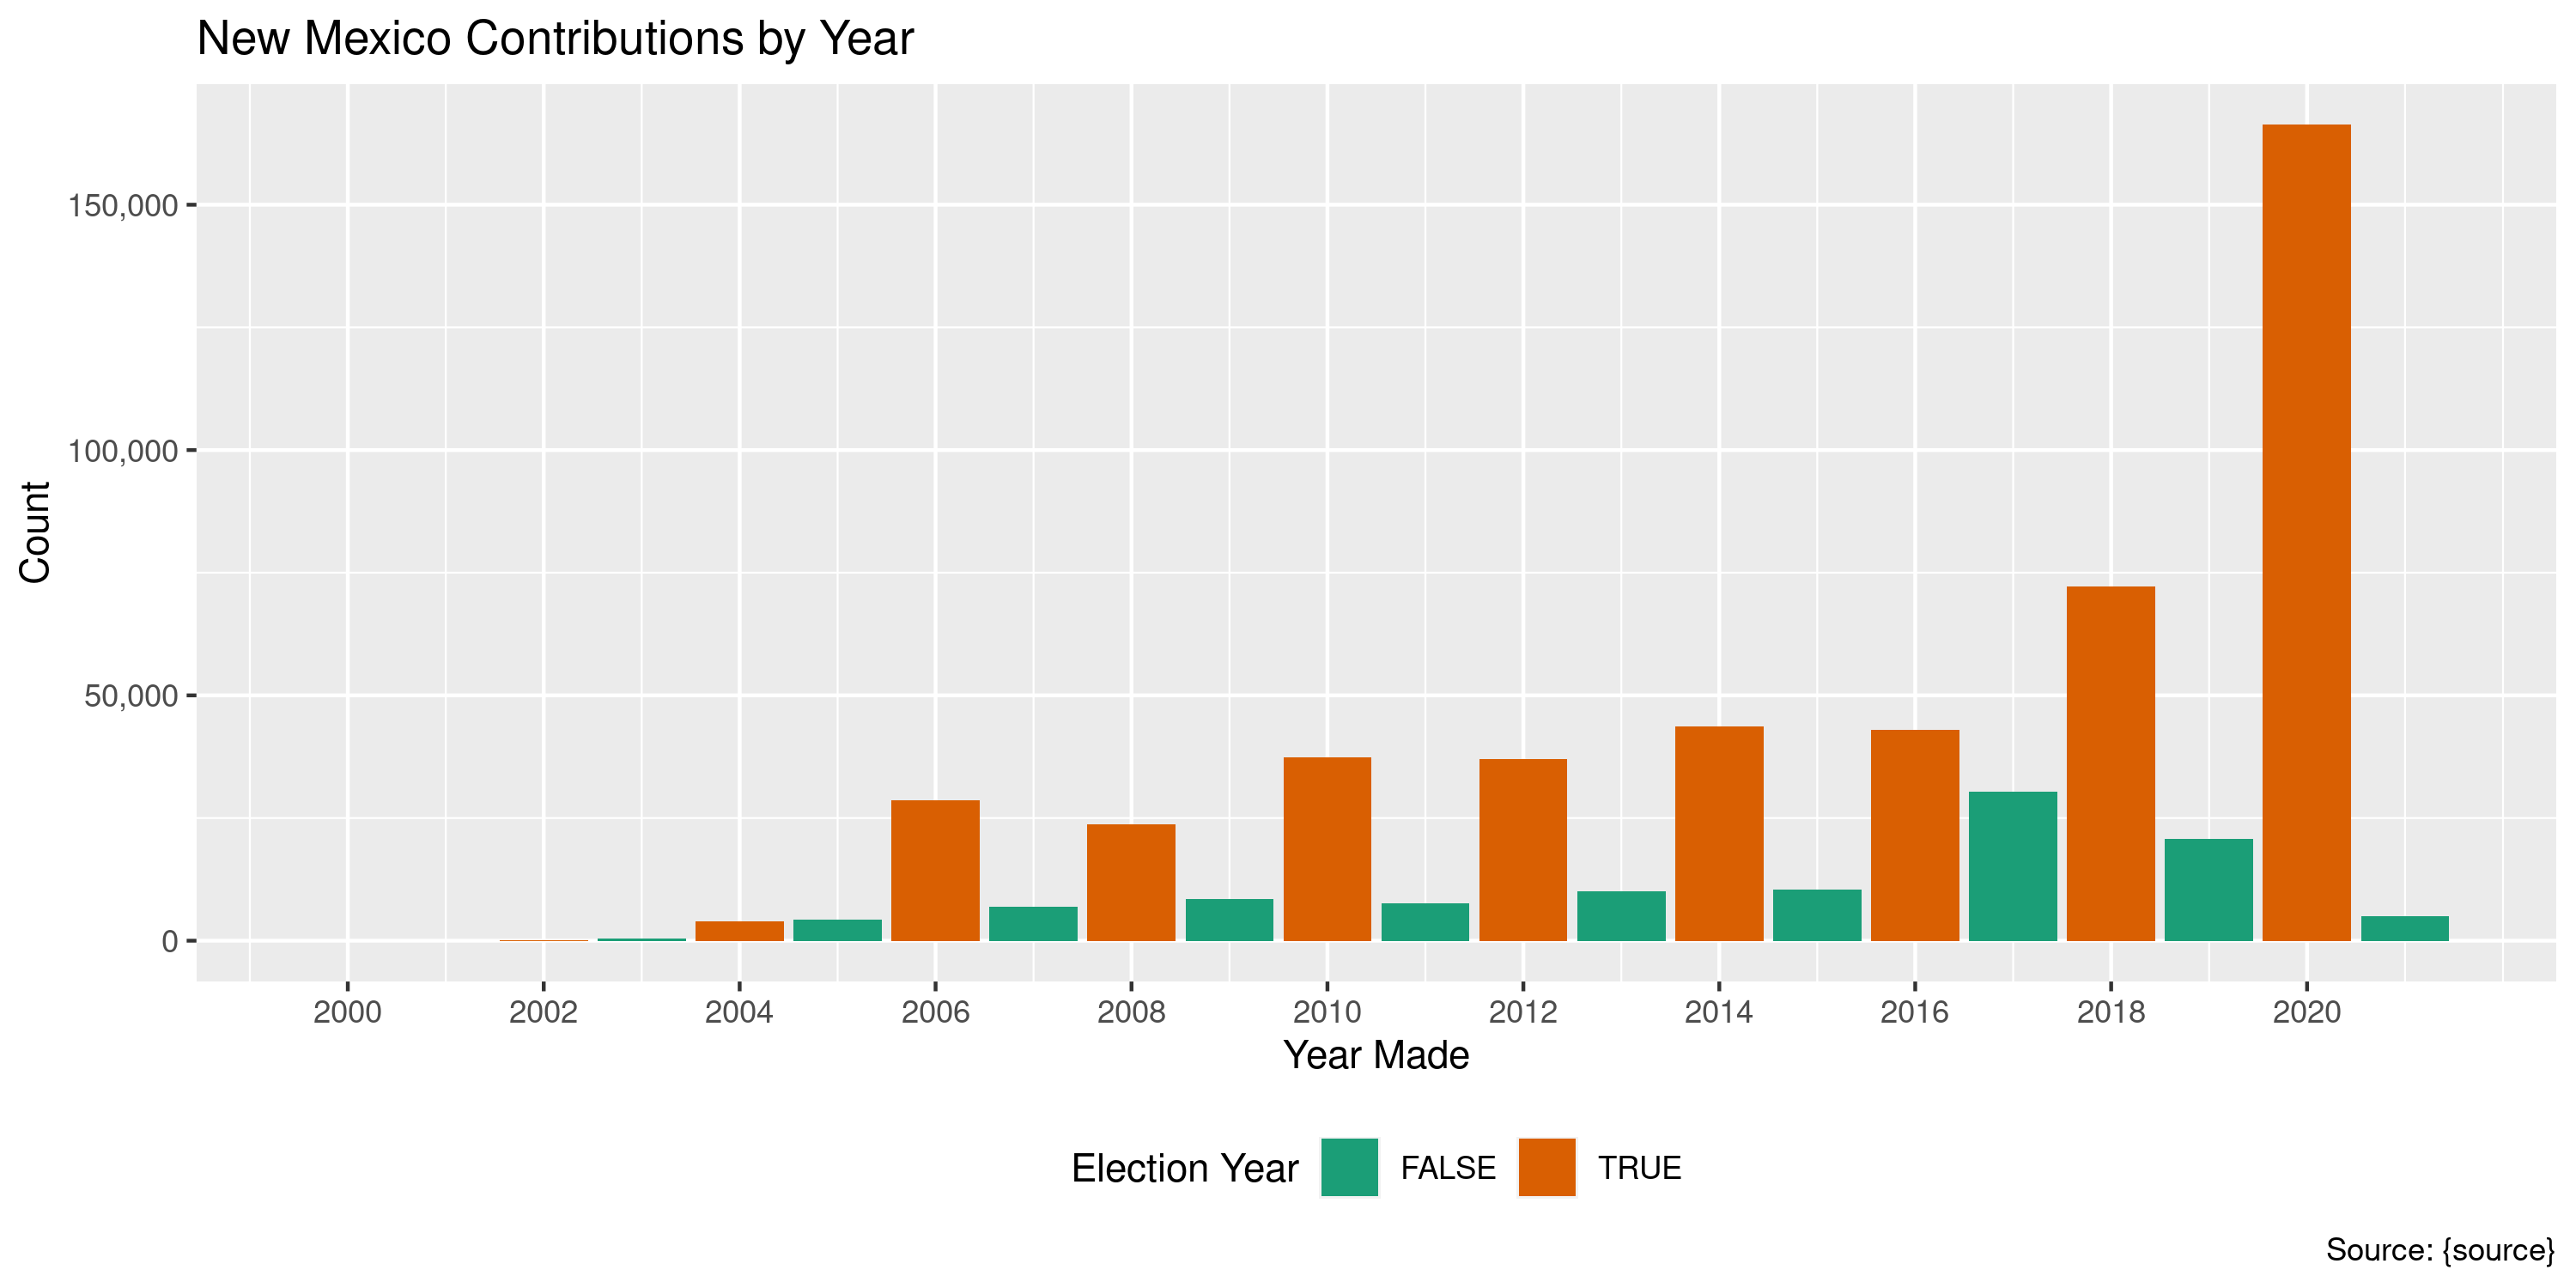 New Mexico Contributions by Year
Count
150,000
100,000
50,000
0
2000 2002 2004 2006 2008 2010 2012 2014 2016 2018 2020
Year Made
Election Year FALSE TRUE
Source: {source}